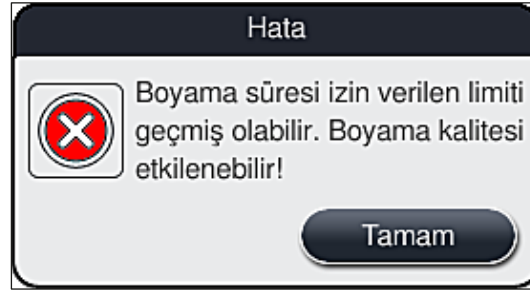 Hata
Boyama süresi izin verilen limiti
geçmiş olabilir. Boyama kalitesi
etkilenebilir!
Tamam